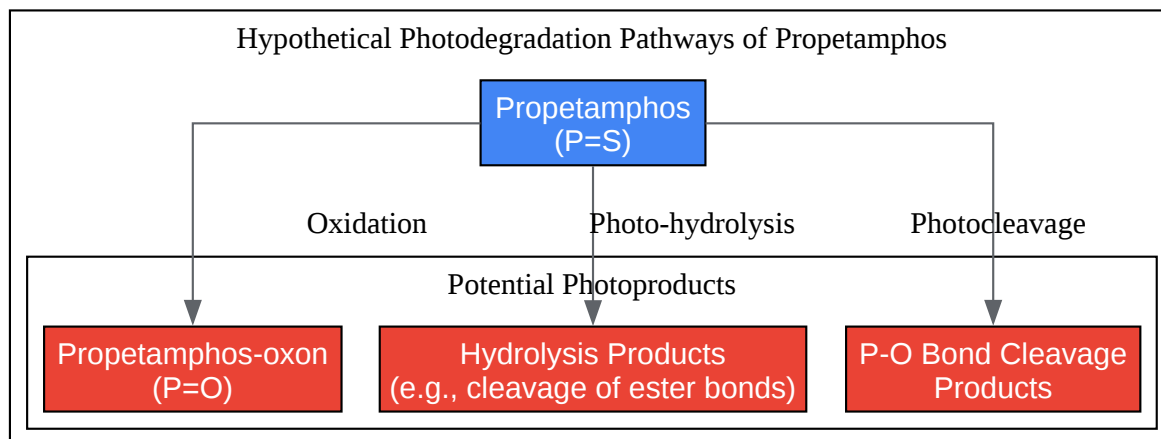 Hypothetical Photodegradation Pathways of Propetamphos
Propetamphos
(P=S)
Oxidation
Photo-hydrolysis
Photocleavage
Potential Photoproducts
Propetamphos-oxon
(P=O)
Hydrolysis Products
(e.g., cleavage of ester bonds)
P-O Bond Cleavage
Products